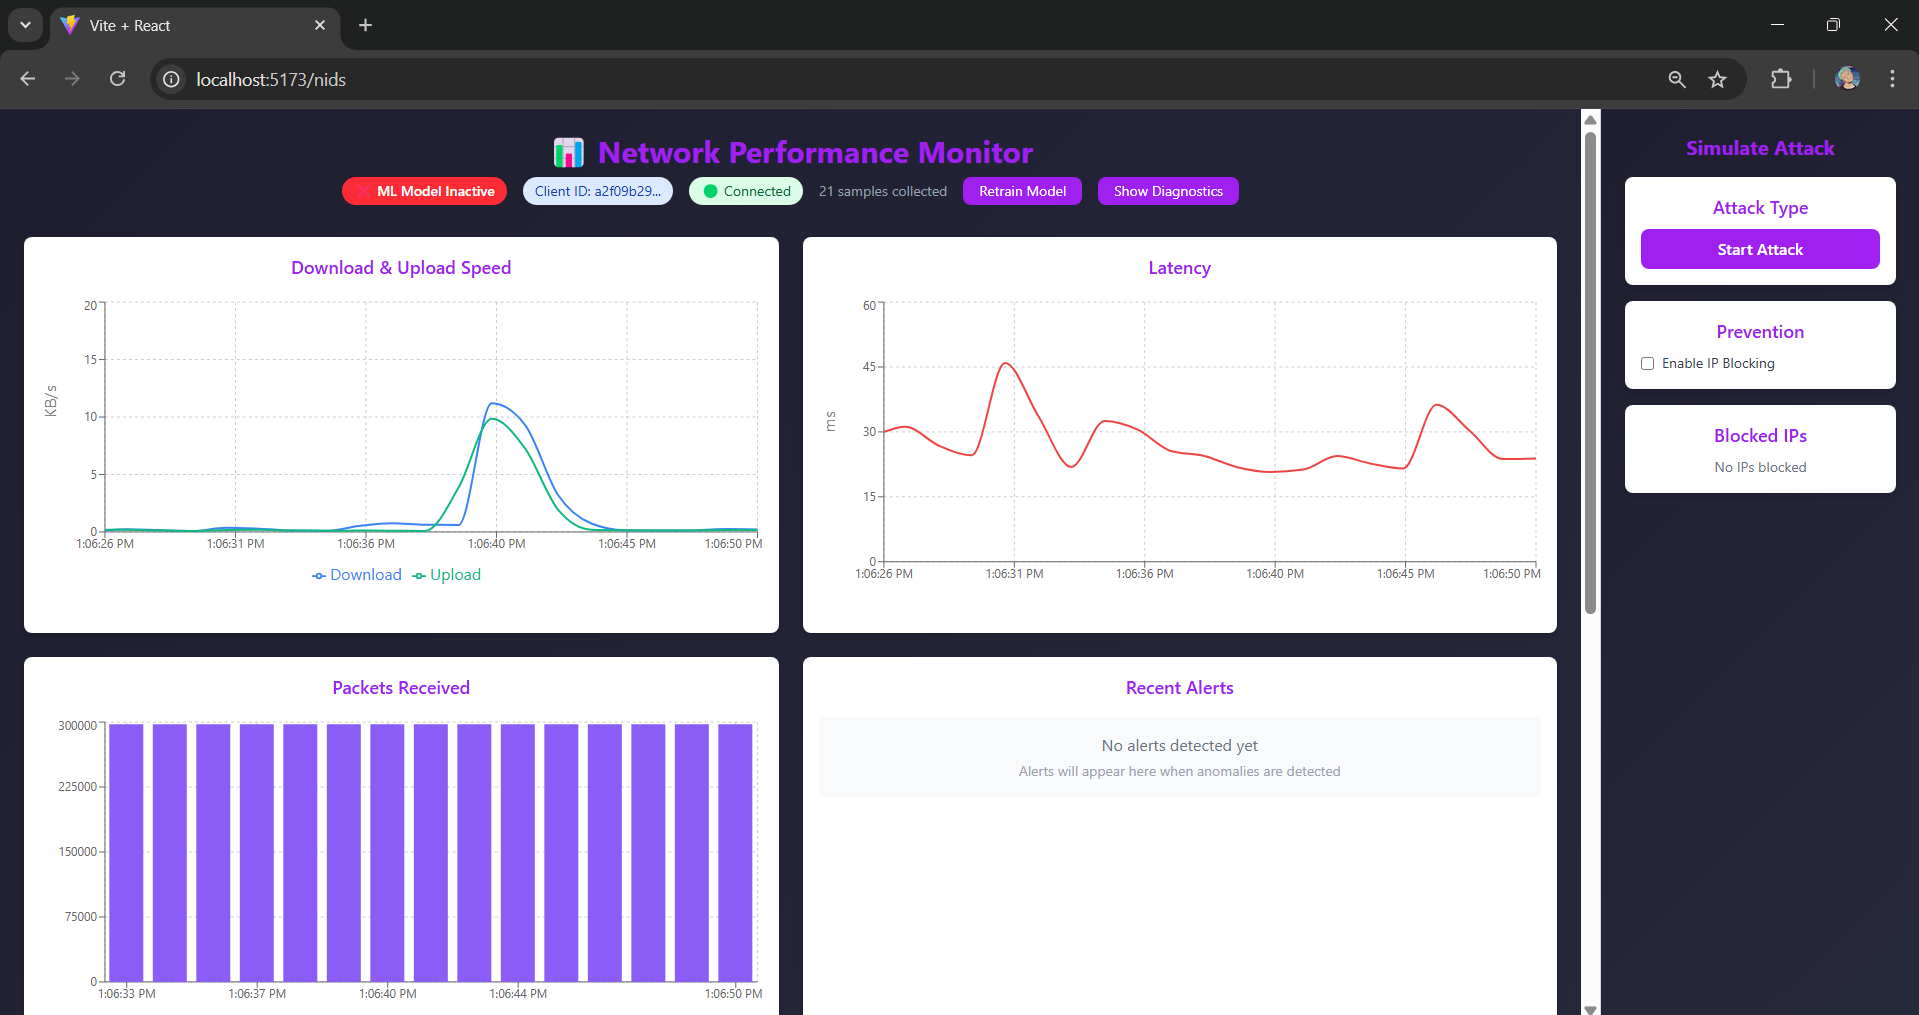 Vite + React
localhost:5173/nids
Network Performance Monitor
ML Model Inactive
Client ID: a2f09b29...
Connected
21 samples collected
Retrain Model
Show Diagnostics
Download & Upload Speed
20
15
10
5
0
KB/s
1:06:26 PM
1:06:31 PM
1:06:36 PM
1:06:40 PM
1:06:45 PM
1:06:50 PM
Download
Upload
Latency
60
45
30
15
0
ms
1:06:26 PM
1:06:31 PM
1:06:36 PM
1:06:40 PM
1:06:45 PM
1:06:50 PM
Packets Received
300000
225000
150000
75000
0
1:06:33 PM
1:06:37 PM
1:06:40 PM
1:06:44 PM
1:06:50 PM
Recent Alerts
No alerts detected yet
Alerts will appear here when anomalies are detected
Simulate Attack
Attack Type
Start Attack
Prevention
Enable IP Blocking
Blocked IPs
No IPs blocked